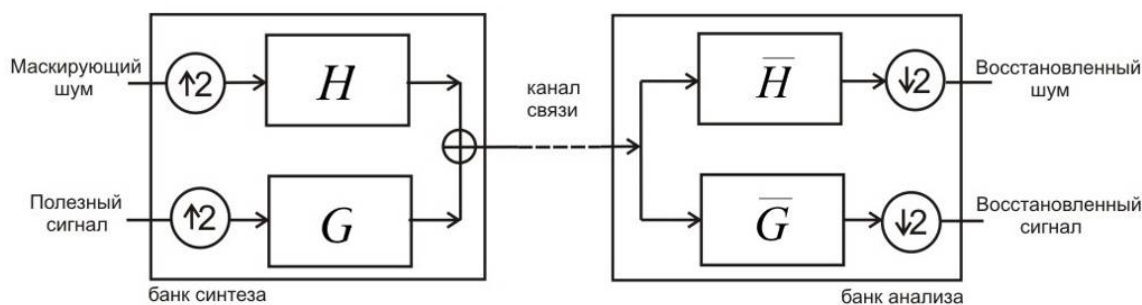 Маскирующий
шум
↑2
H
Полезный
сигнал
↑2
G
банк синтеза
канал
связи
H̅
↓2
Восстановленный
шум
G̅
↓2
Восстановленный
сигнал
банк анализа